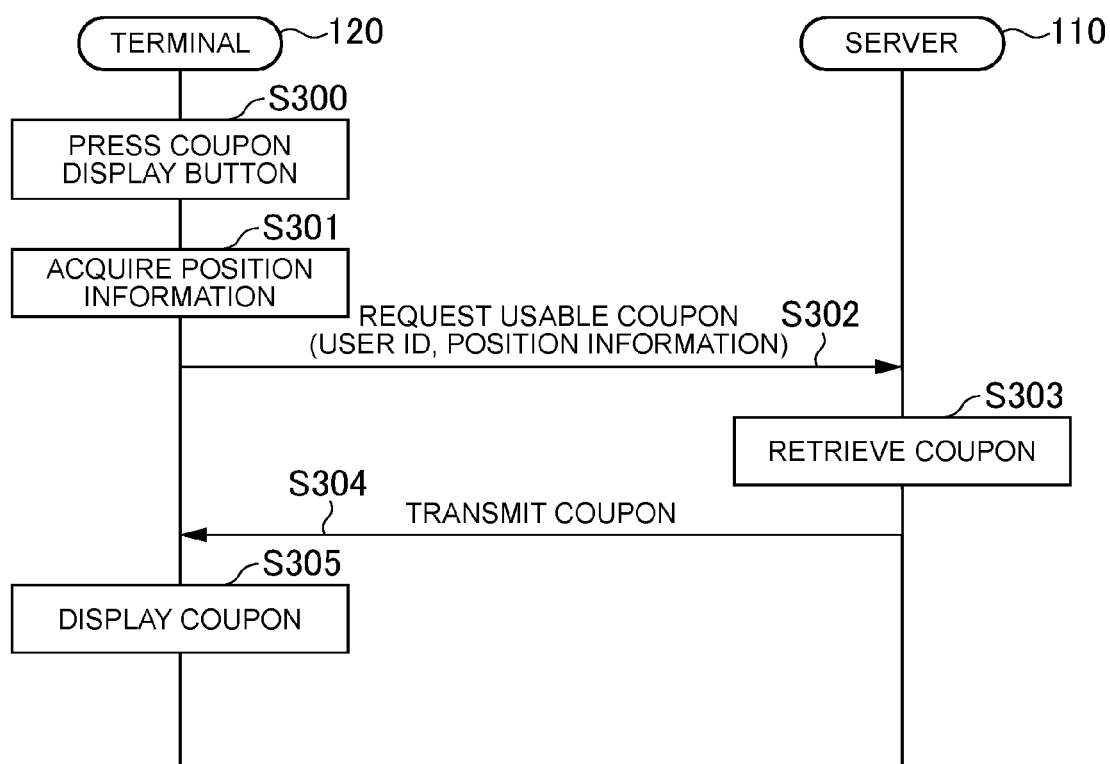 TERMINAL
120
SERVER
110
S300
PRESS COUPON
DISPLAY BUTTON
S301
ACQUIRE POSITION
INFORMATION
REQUEST USABLE COUPON
(USER ID, POSITION INFORMATION)
S302
S303
RETRIEVE COUPON
S304
TRANSMIT COUPON
S305
DISPLAY COUPON